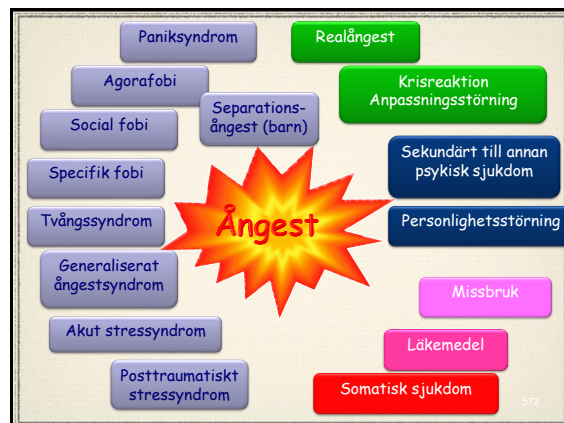 Paniksyndrom
Realångest
Agorafobi
Krisreaktion
Anpassningsstörning
Separations-
ångest (barn)
Social fobi
Sekundärt till annan
psykisk sjukdom
Specifik fobi
Tvångssyndrom
Ångest
Personlighetsstörning
Generaliserat
ångestsyndrom
Missbruk
Akut stressyndrom
Läkemedel
Posttraumatiskt
stressyndrom
Somatisk sjukdom
572